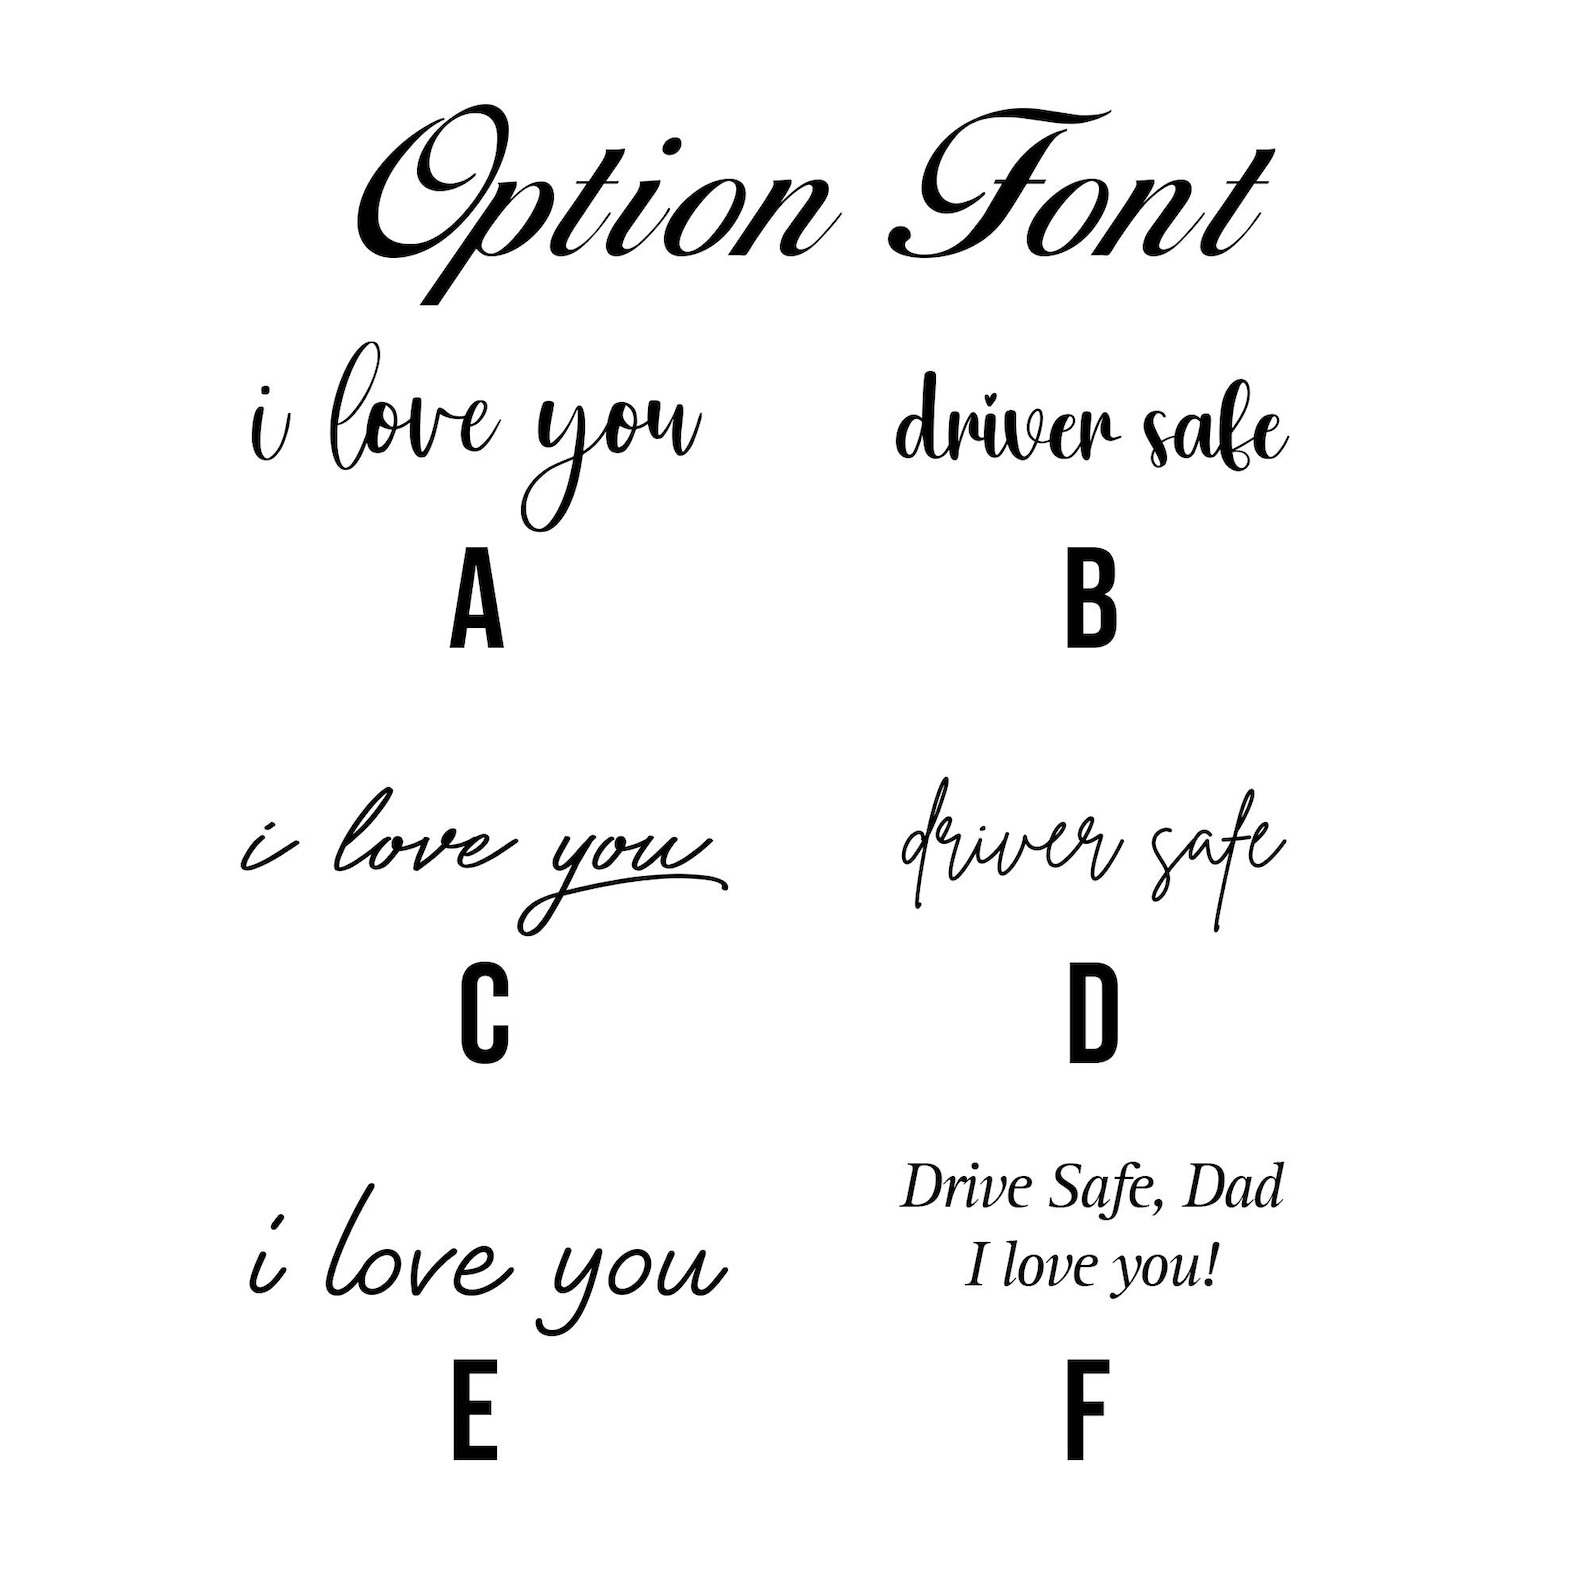 Option Font
i love you
driver safe
A
B
i love you
driver safe
C
D
i love you
Drive Safe, Dad
I love you!
E
F